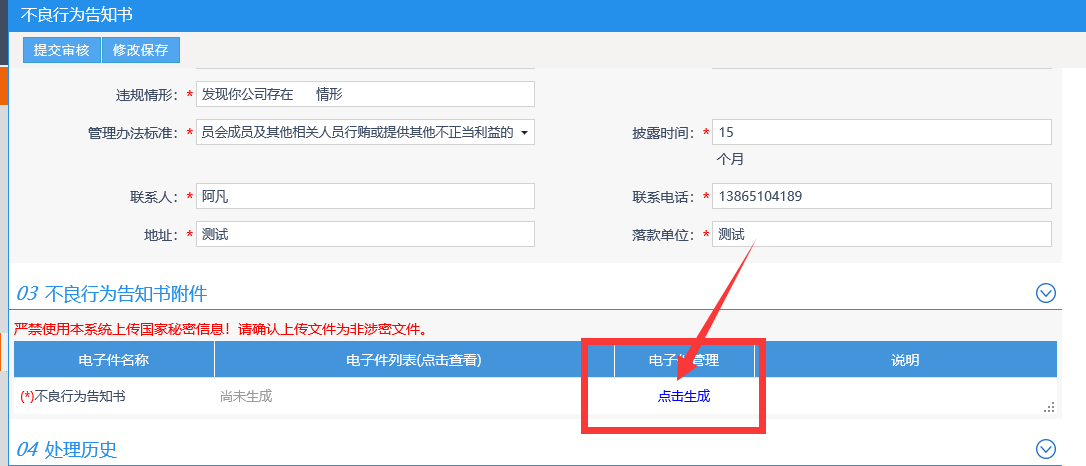 不良行为告知书
提交审核 修改保存
违规情形: * 发现你公司存在 情形
管理办法标准: * 员会成员及其他相关人员行贿或提供其他不正当利益的 披露时间: * 15
个月
联系人: * 阿凡 联系电话: * 13865104189
地址: * 测试 落款单位: * 测试
03 不良行为告知书附件
严禁使用本系统上传国家秘密信息！请确认上传文件为非涉密文件。
电子件名称 电子件列表(点击查看) 电子件管理 说明
(*)不良行为告知书 尚未生成 点击生成
04 处理历史